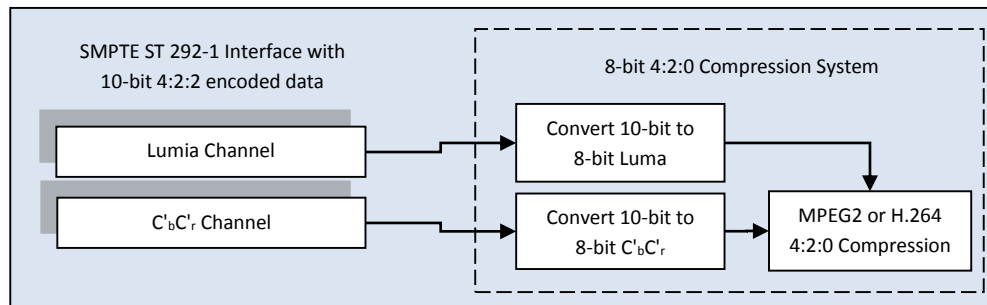 SMPTE ST 292-1 Interface with
10-bit 4:2:2 encoded data
8-bit 4:2:0 Compression System
Lumia Channel
Convert 10-bit to
8-bit Luma
C'bC'r Channel
Convert 10-bit to
8-bit C'bC'r
MPEG2 or H.264
4:2:0 Compression